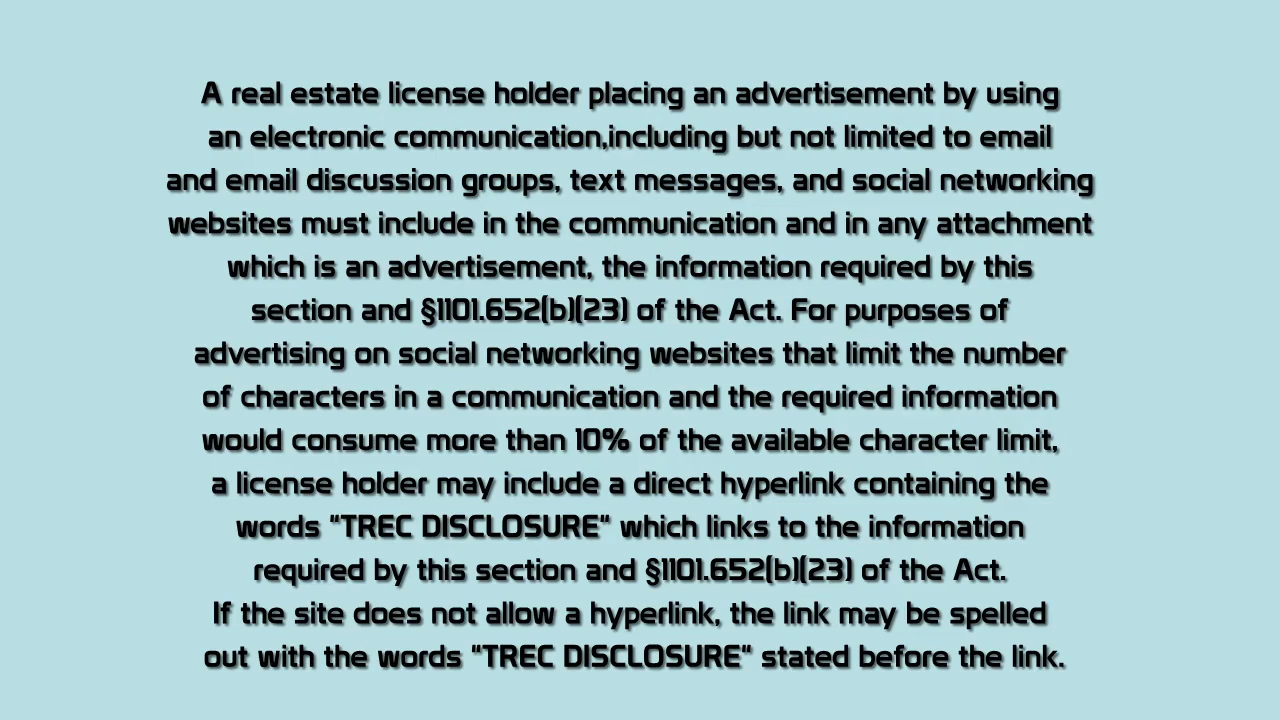 A real estate license holder placing an advertisement by using
an electronic communication,including but not limited to email
and email discussion groups, text messages, and social networking
websites must include in the communication and in any attachment
which is an advertisement, the information required by this
section and §1101.652(b)(23) of the Act. For purposes of
advertising on social networking websites that limit the number
of characters in a communication and the required information
would consume more than 10% of the available character limit,
a license holder may include a direct hyperlink containing the
words "TREC DISCLOSURE" which links to the information
required by this section and §1101.652(b)(23) of the Act.
If the site does not allow a hyperlink, the link may be spelled
out with the words "TREC DISCLOSURE" stated before the link.